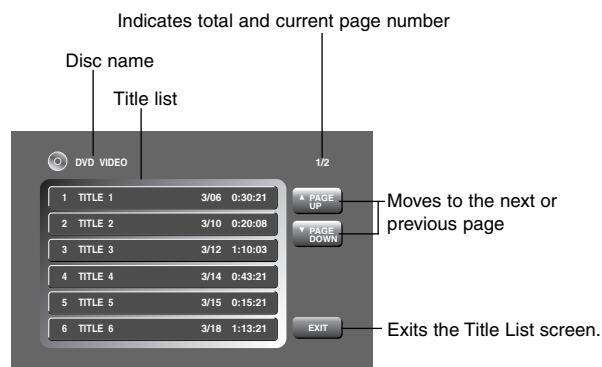 Indicates total and current page number
Disc name
Title list
DVD VIDEO 1/2
1 TITLE 1 3/06 0:30:21
2 TITLE 2 3/10 0:20:08
3 TITLE 3 3/12 1:10:03
4 TITLE 4 3/14 0:43:21
5 TITLE 5 3/15 0:15:21
6 TITLE 6 3/18 1:13:21
PAGE
UP
PAGE
DOWN
Moves to the next or
previous page
EXIT
Exits the Title List screen.